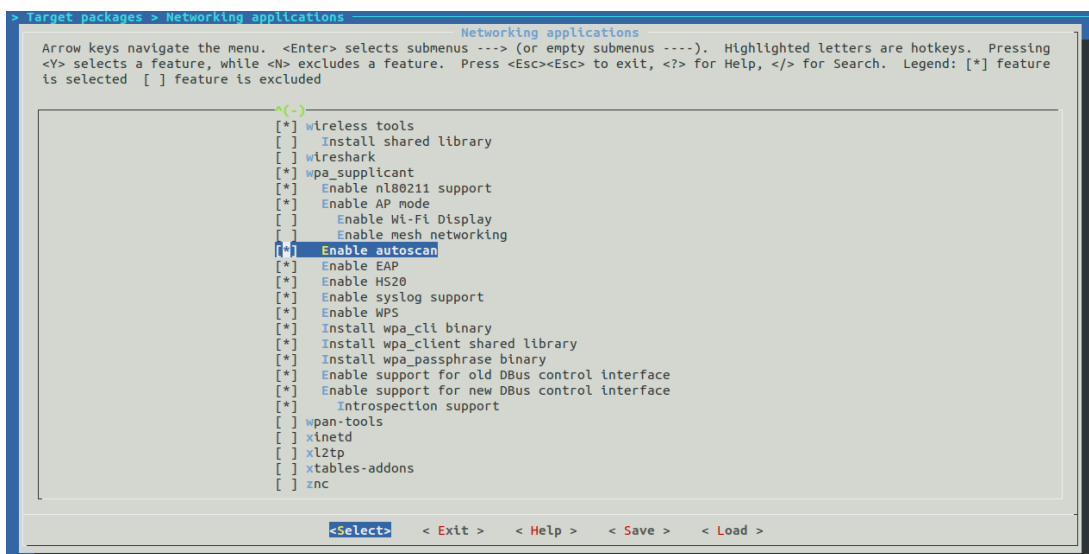 > Target packages > Networking applications
Networking applications
Arrow keys navigate the menu.  <Enter> selects submenus ---> (or empty submenus ----).  Highlighted letters are hotkeys.  Pressing
<Y> selects a feature, while <N> excludes a feature.  Press <Esc><Esc> to exit, <?> for Help, </> for Search.  Legend: [*] feature
is selected  [ ] feature is excluded
^(-)
[*] wireless tools
[ ]   Install shared library
[ ] wireshark
[*] wpa_supplicant
[*]   Enable nl80211 support
[*]   Enable AP mode
[ ]     Enable Wi-Fi Display
[ ]     Enable mesh networking
[*]   Enable autoscan
[*]   Enable EAP
[*]   Enable HS20
[*]   Enable syslog support
[*]   Enable WPS
[*]   Install wpa_cli binary
[*]   Install wpa_client shared library
[*]   Install wpa_passphrase binary
[*]   Enable support for old DBus control interface
[*]   Enable support for new DBus control interface
[*]     Introspection support
[ ] wpan-tools
[ ] xinetd
[ ] xl2tp
[ ] xtables-addons
[ ] znc
<Select>    < Exit >    < Help >    < Save >    < Load >